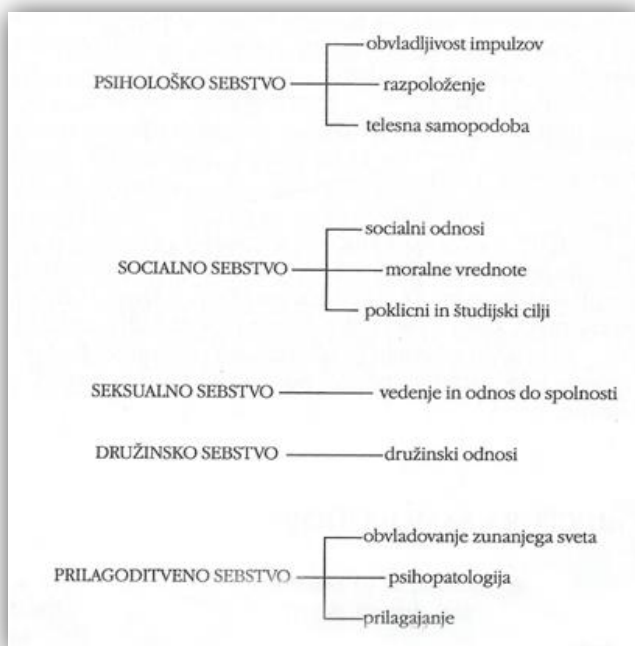 obvladljivost impulzov
PSIHOLOŠKO SEBSTVO razpoloženje
telesna samopodoba
socialni odnosi
SOCIALNO SEBSTVO moralne vrednote
poklicni in študijski cilji
SEKSUALNO SEBSTVO vedenje in odnos do spolnosti
DRUŽINSKO SEBSTVO družinski odnosi
obvladovanje zunanjega sveta
PRILAGODITVENO SEBSTVO psihopatologija
prilagajanje